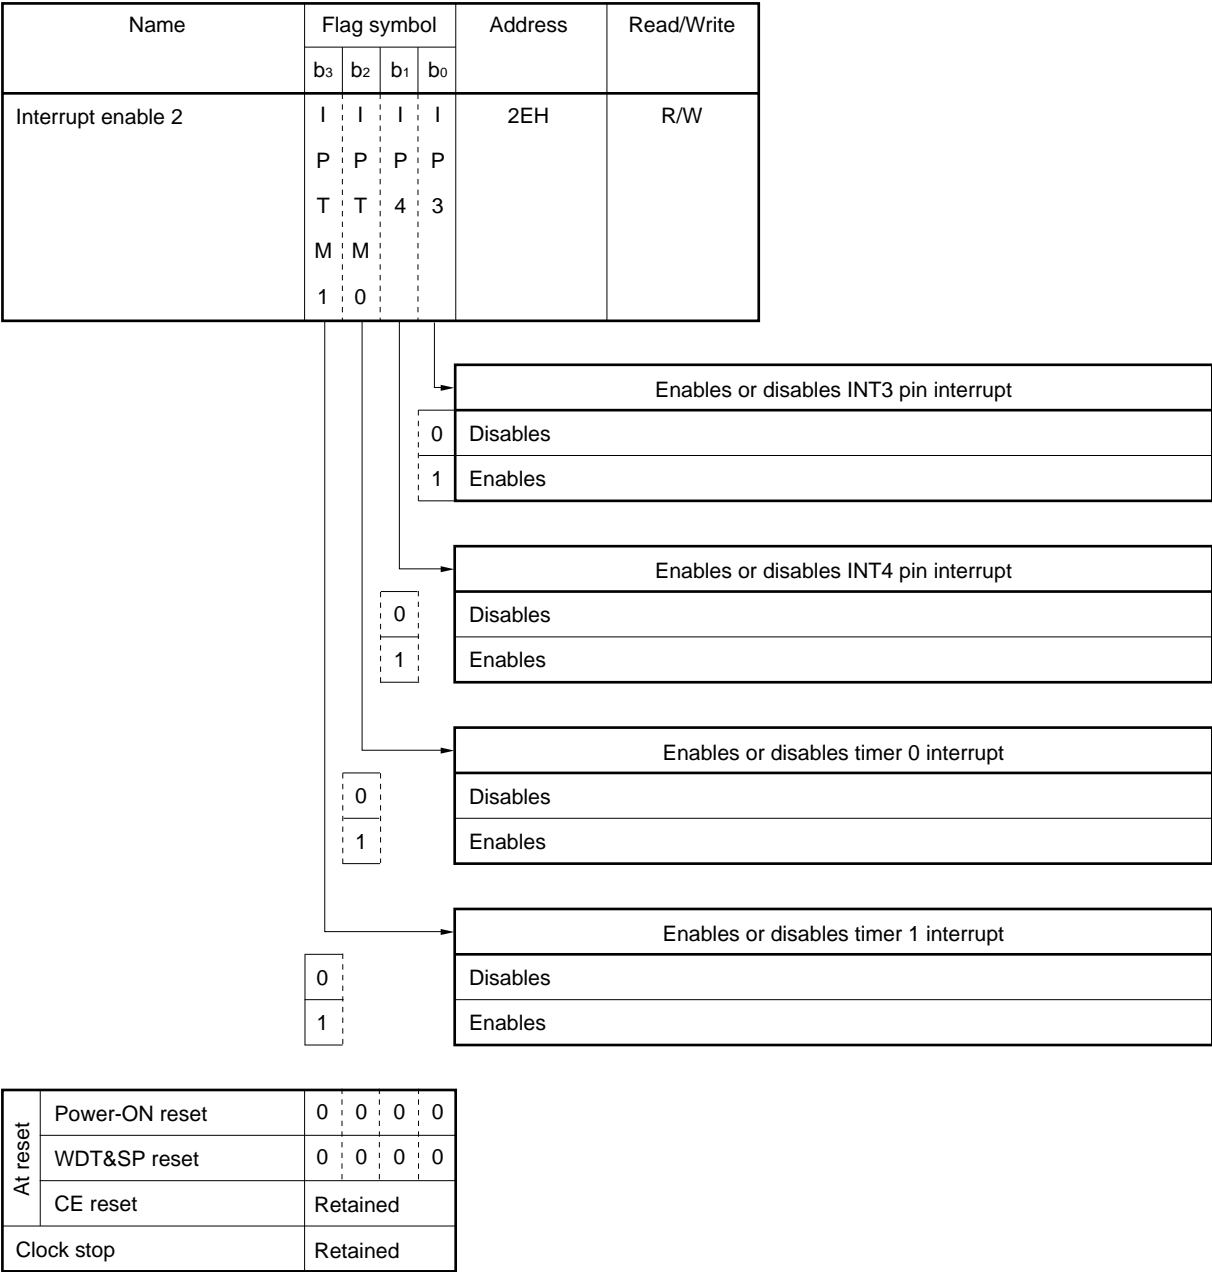 Name Flag symbol Address Read/Write
b3 b2 b1 b0
Interrupt enable 2 I I I I 2EH R/W
P P P P
T T 4 3
M M
1 0
Enables or disables INT3 pin interrupt
0 Disables
1 Enables
Enables or disables INT4 pin interrupt
0 Disables
1 Enables
Enables or disables timer 0 interrupt
0 Disables
1 Enables
Enables or disables timer 1 interrupt
0 Disables
1 Enables
At reset
Power-ON reset 0 0 0 0
WDT&SP reset 0 0 0 0
CE reset Retained
Clock stop Retained